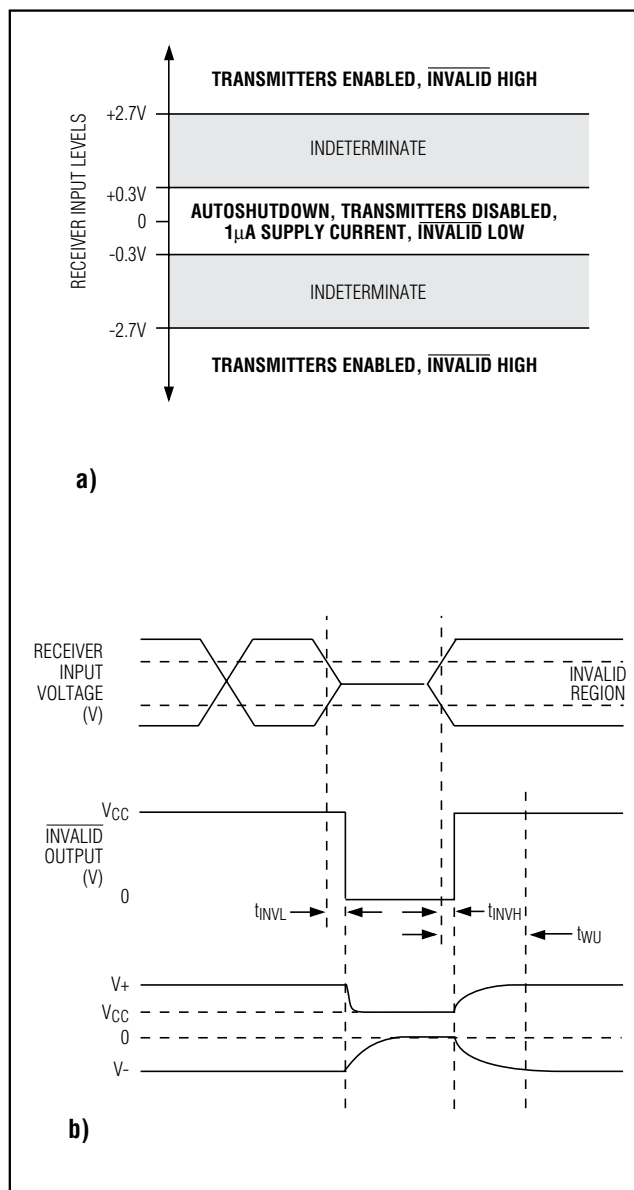 TRANSMITTERS ENABLED, INVALID HIGH
+2.7V
INDETERMINATE
+0.3V
RECEIVER INPUT LEVELS
0
AUTOSHUTDOWN, TRANSMITTERS DISABLED,
1µA SUPPLY CURRENT, INVALID LOW
-0.3V
INDETERMINATE
-2.7V
TRANSMITTERS ENABLED, INVALID HIGH
a)
RECEIVER
INPUT
VOLTAGE
(V)
INVALID
REGION
VCC
INVALID
OUTPUT
(V)
0
tINVL
tINVH
tWU
V+
VCC
0
V-
b)